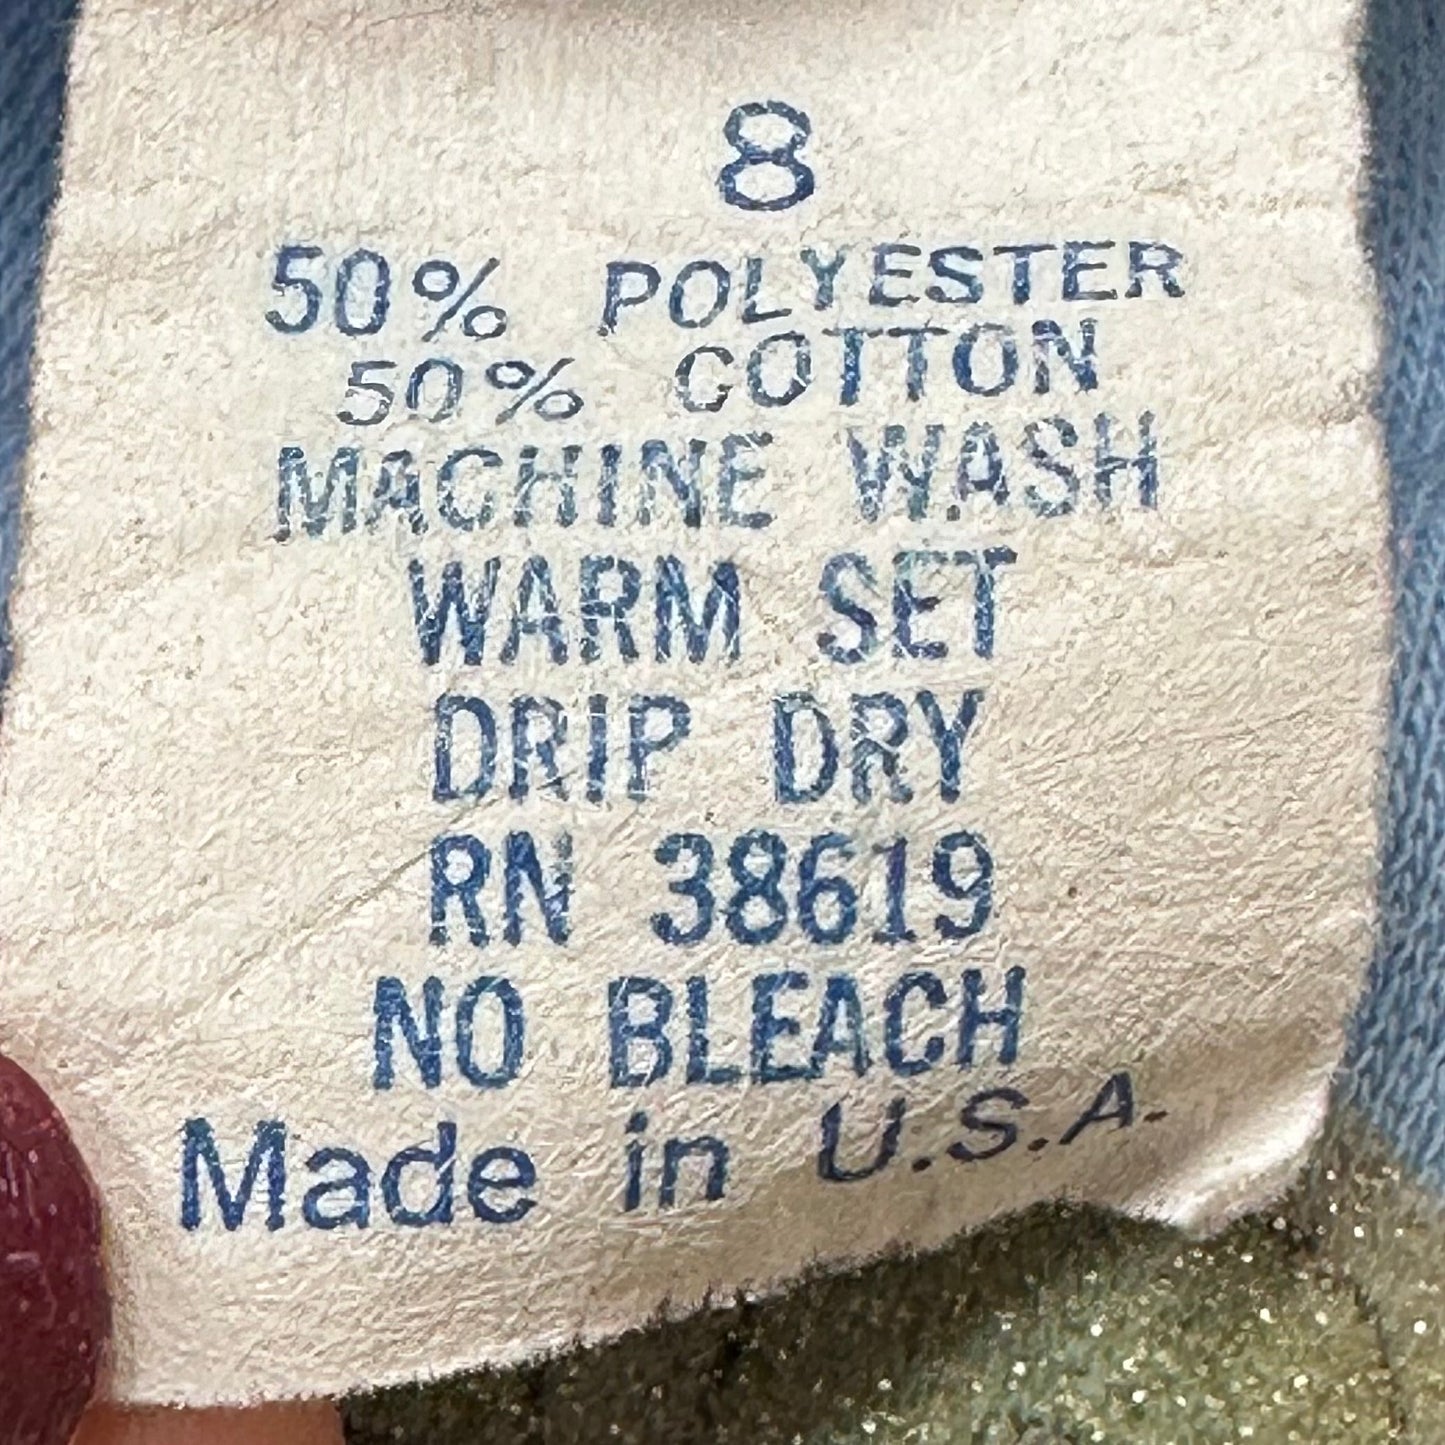 8
50% POLYESTER
50% COTTON
MACHINE WASH
WARM SET
DRIP DRY
RN 38619
NO BLEACH
Made in U.S.A.